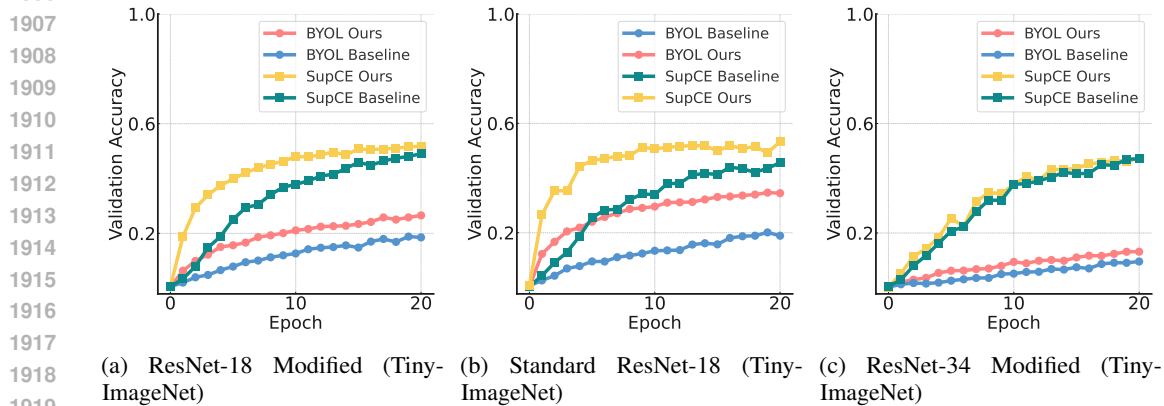 1907
1908
1909
1910
1911
1912
1913
1914
1915
1916
1917
1918
1.0
0.6
0.2
Validation Accuracy
BYOL Ours
BYOL Baseline
SupCE Ours
SupCE Baseline
0
10
20
Epoch
1.0
0.6
0.2
Validation Accuracy
BYOL Baseline
BYOL Ours
SupCE Baseline
SupCE Ours
0
10
20
Epoch
1.0
0.6
0.2
Validation Accuracy
BYOL Ours
BYOL Baseline
SupCE Ours
SupCE Baseline
0
10
20
Epoch
(a) ResNet-18 Modified (Tiny-
ImageNet)
(b) Standard ResNet-18 (Tiny-
ImageNet)
(c) ResNet-34 Modified (Tiny-
ImageNet)